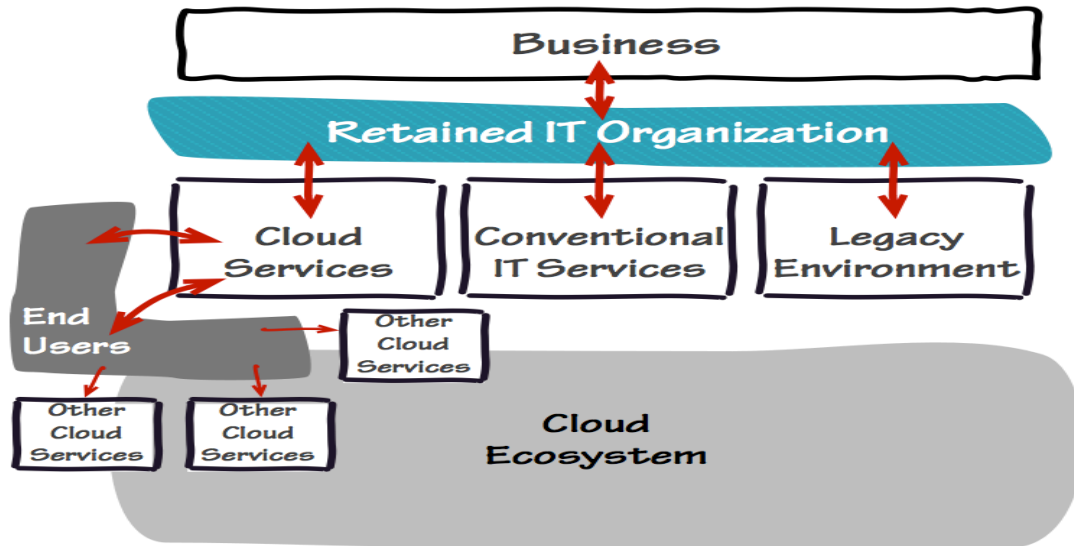 Business
Retained IT Organization
Cloud
Services
Conventional
IT Services
Legacy
Environment
End
Users
Other
Cloud
Services
Other
Cloud
Services
Other
Cloud
Services
Cloud
Ecosystem